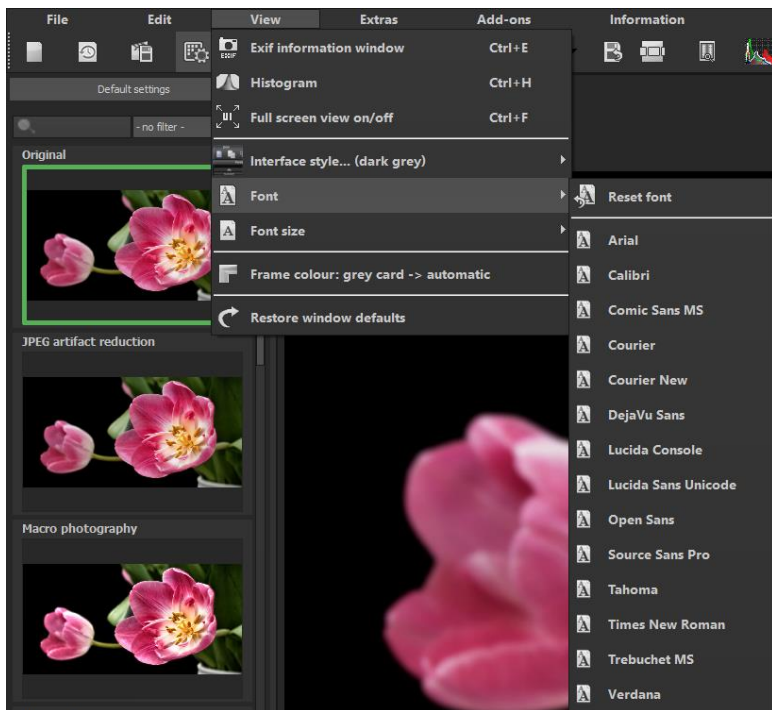 File Edit View Extras Add-ons Information
Default settings
- no filter -
Original
JPEG artifact reduction
Macro photography
EXIF Exif information window Ctrl+E
Histogram Ctrl+H
UI Full screen view on/off Ctrl+F
Interface style... (dark grey)
A Font
A Font size
Frame colour: grey card -> automatic
Restore window defaults
A Reset font
A Arial
A Calibri
A Comic Sans MS
A Courier
A Courier New
A DejaVu Sans
A Lucida Console
A Lucida Sans Unicode
A Open Sans
A Source Sans Pro
A Tahoma
A Times New Roman
A Trebuchet MS
A Verdana